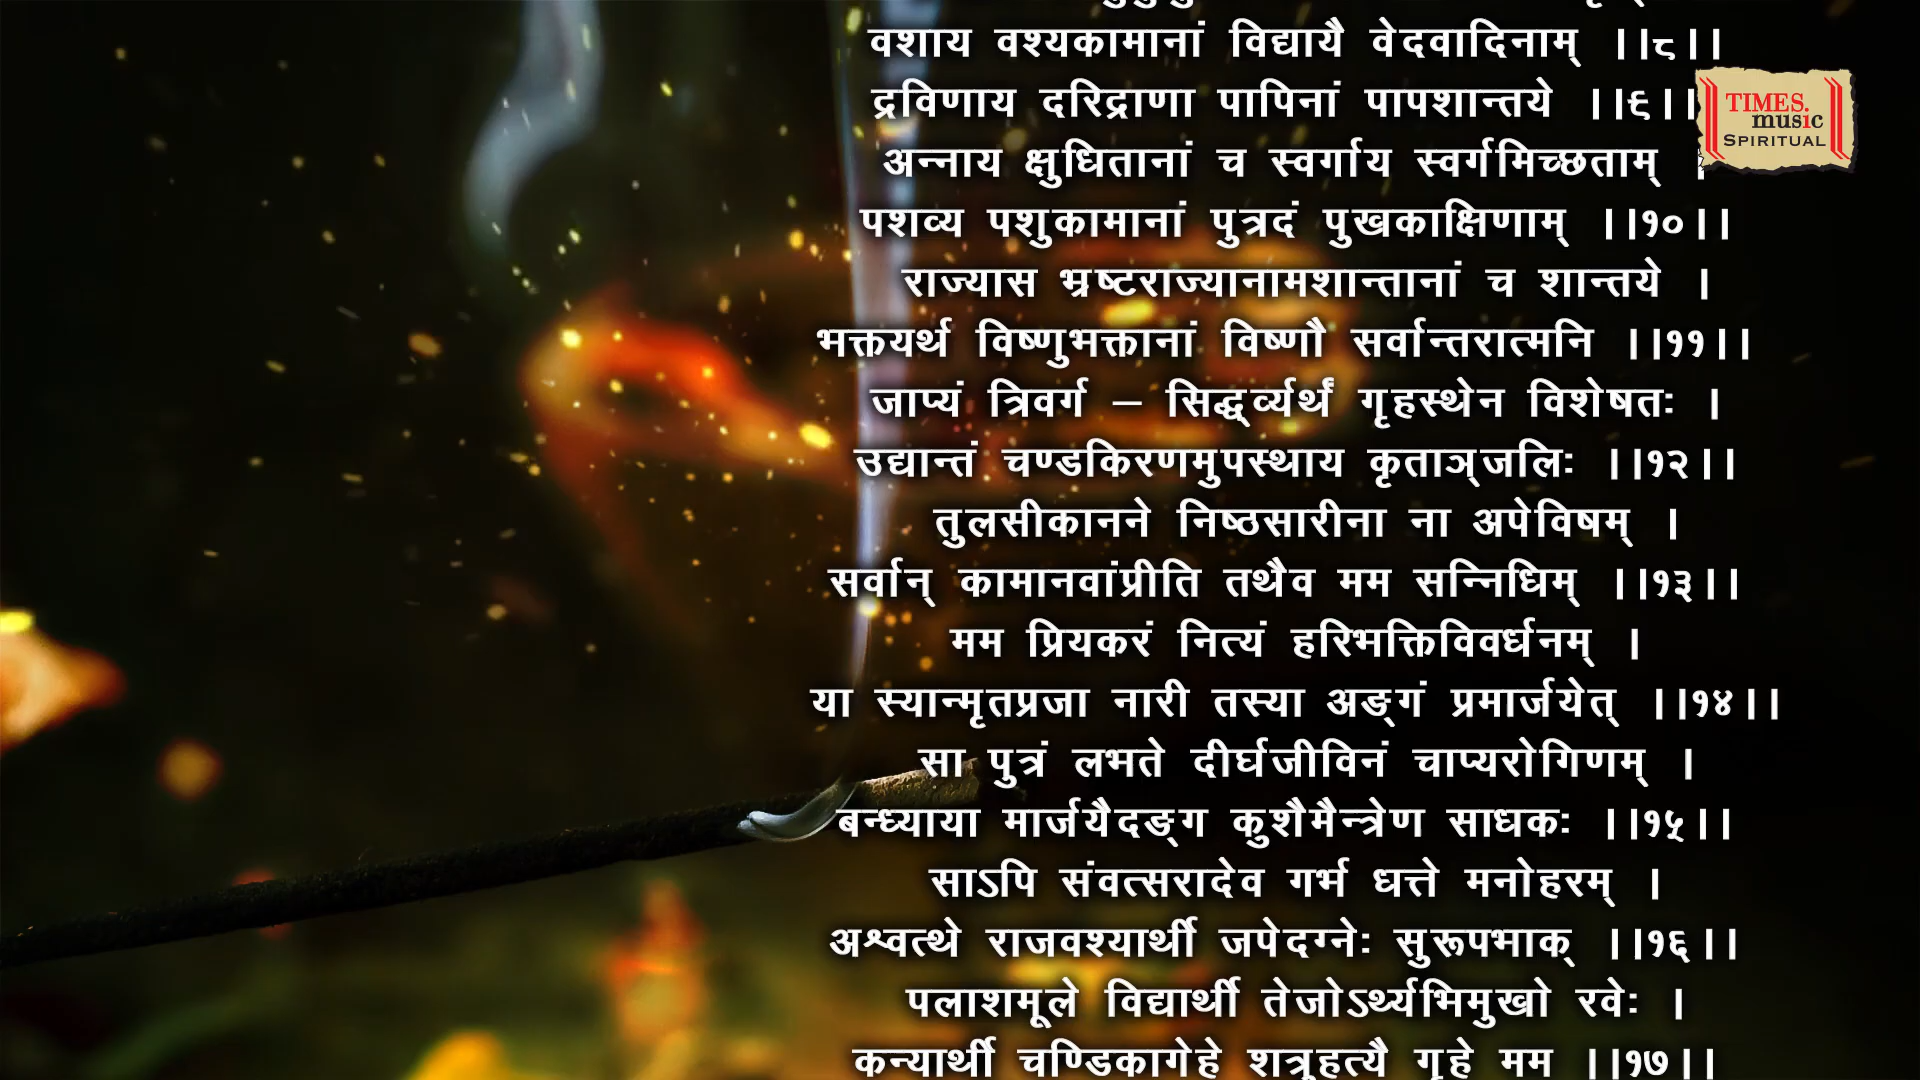 वशाय वश्यकामानां विद्यायै वेदवादिनाम् ।।८।।
द्रविणाय दरिद्राणा पापिनां पापशान्तये ।।९।।
TIMES.
music
SPIRITUAL
अन्नाय क्षुधितानां च स्वर्गाय स्वर्गमिच्छताम् ।
पशव्य पशुकामानां पुत्रदं पुखकाक्षिणाम् ।।१०।।
राज्यास भ्रष्टराज्यानामशान्तानां च शान्तये ।
भक्तयर्थ विष्णुभक्तानां विष्णौ सर्वान्तरात्मनि ।।११।।
जाप्यं त्रिवर्ग – सिद्ध्वर्व्यर्थं गृहस्थेन विशेषतः ।
उद्यान्तं चण्डकिरणमुपस्थाय कृताञ्जलिः ।।१२।।
तुलसीकानने निष्ठसारीना ना अपेविषम् ।
सर्वान् कामानवांप्रीति तथैव मम सन्निधिम् ।।१३।।
मम प्रियकरं नित्यं हरिभक्तिविवर्धनम् ।
या स्यान्मृतप्रजा नारी तस्या अङ्गं प्रमार्जयेत् ।।१४।।
सा पुत्रं लभते दीर्घजीविनं चाप्यरोगिणम् ।
बन्ध्याया मार्जयैदङ्ग कुशैमैन्त्रेण साधकः ।।१५।।
साऽपि संवत्सरादेव गर्भ धत्ते मनोहरम् ।
अश्वत्थे राजवश्यार्थी जपेदग्नेः सुरूपभाक् ।।१६।।
पलाशमूले विद्यार्थी तेजोऽर्थ्यभिमुखो रवेः ।
कन्यार्थी चण्डिकागेहे शत्रुहत्यै गृहे मम ।।१७।।